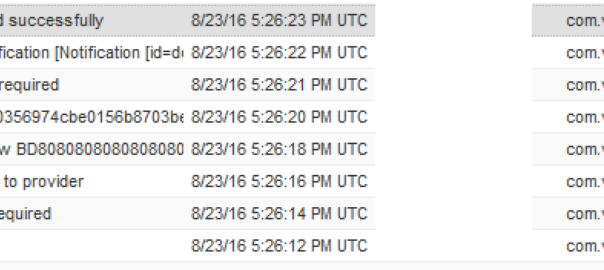 d successfully 8/23/16 5:26:23 PM UTC com.v
fication [Notification [id=d 8/23/16 5:26:22 PM UTC com.v
required 8/23/16 5:26:21 PM UTC com.v
0356974cbe0156b8703be 8/23/16 5:26:20 PM UTC com.v
w BD8080808080808080 8/23/16 5:26:18 PM UTC com.v
to provider 8/23/16 5:26:16 PM UTC com.v
equired 8/23/16 5:26:14 PM UTC com.v
8/23/16 5:26:12 PM UTC com.v